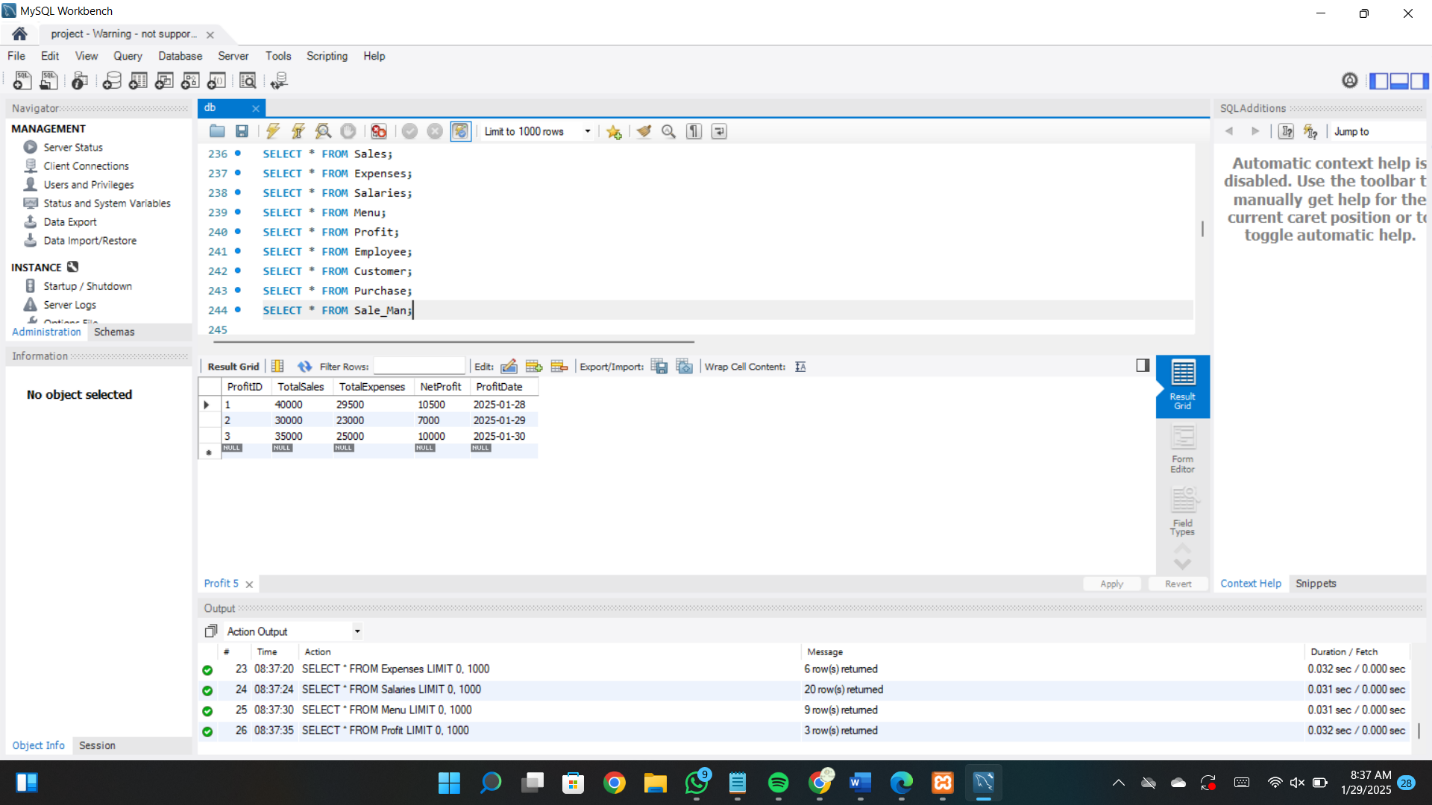 MySQL Workbench
project - Warning - not suppor...
File Edit View Query Database Server Tools Scripting Help
Navigator
MANAGEMENT
Server Status
Client Connections
Users and Privileges
Status and System Variables
Data Export
Data Import/Restore
INSTANCE
Startup / Shutdown
Server Logs
Options File
Administration Schemas
Information
No object selected
Object Info Session
db
Limit to 1000 rows
236 SELECT * FROM Sales;
237 SELECT * FROM Expenses;
238 SELECT * FROM Salaries;
239 SELECT * FROM Menu;
240 SELECT * FROM Profit;
241 SELECT * FROM Employee;
242 SELECT * FROM Customer;
243 SELECT * FROM Purchase;
244 SELECT * FROM Sale_Man;
245
Result Grid Filter Rows: Edit: Export/Import: Wrap Cell Content:
ProfitID TotalSales TotalExpenses NetProfit ProfitDate
1 40000 29500 10500 2025-01-28
2 30000 23000 7000 2025-01-29
3 35000 25000 10000 2025-01-30
NULL NULL NULL NULL NULL
Result
Grid
Form
Editor
Field
Types
Profit 5 Apply Revert
SQLAdditions
Jump to
Automatic context help is
disabled. Use the toolbar t
manually get help for the
current caret position or to
toggle automatic help.
Context Help Snippets
Output
Action Output
# Time Action Message Duration / Fetch
23 08:37:20 SELECT * FROM Expenses LIMIT 0, 1000 6 row(s) returned 0.032 sec / 0.000 sec
24 08:37:24 SELECT * FROM Salaries LIMIT 0, 1000 20 row(s) returned 0.031 sec / 0.000 sec
25 08:37:30 SELECT * FROM Menu LIMIT 0, 1000 9 row(s) returned 0.031 sec / 0.000 sec
26 08:37:35 SELECT * FROM Profit LIMIT 0, 1000 3 row(s) returned 0.032 sec / 0.000 sec
9
8:37 AM
1/29/2025
28